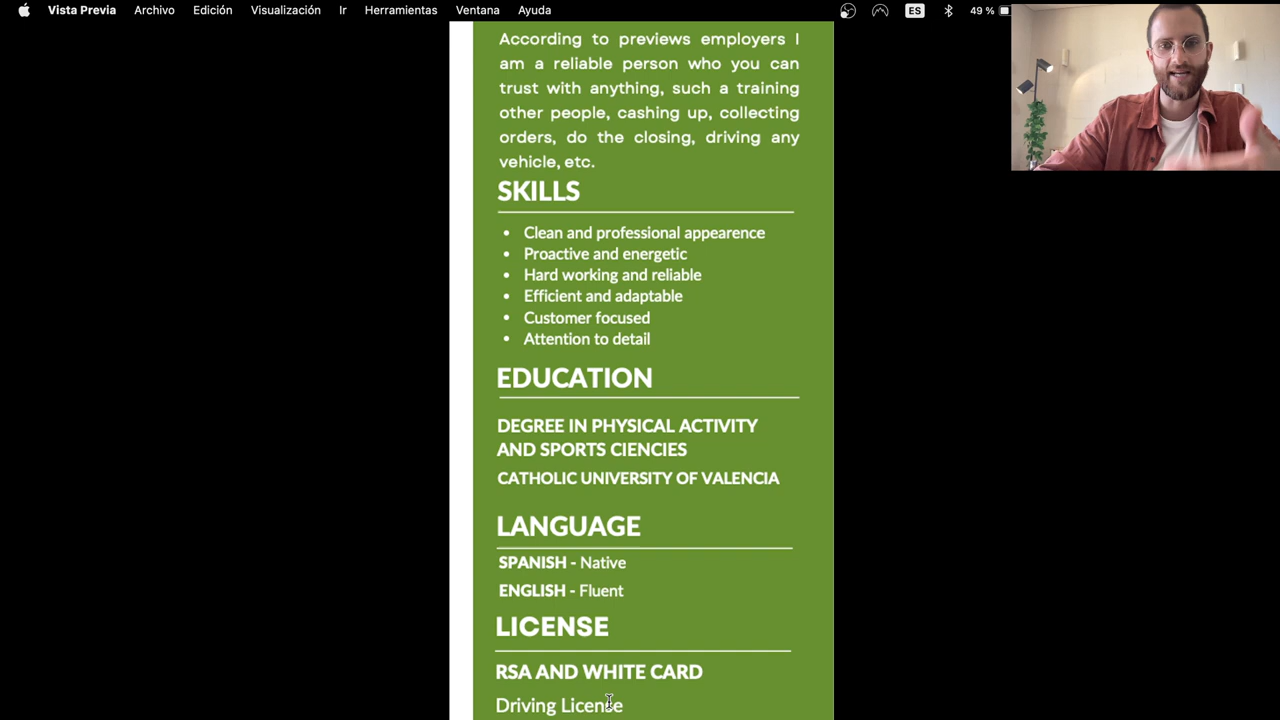 Vista Previa Archivo Edición Visualización Ir Herramientas Ventana Ayuda ES 49 %
According to previews employers I
am a reliable person who you can
trust with anything, such a training
other people, cashing up, collecting
orders, do the closing, driving any
vehicle, etc.
SKILLS
• Clean and professional appearence
• Proactive and energetic
• Hard working and reliable
• Efficient and adaptable
• Customer focused
• Attention to detail
EDUCATION
DEGREE IN PHYSICAL ACTIVITY
AND SPORTS CIENCIES
CATHOLIC UNIVERSITY OF VALENCIA
LANGUAGE
SPANISH - Native
ENGLISH - Fluent
LICENSE
RSA AND WHITE CARD
Driving License